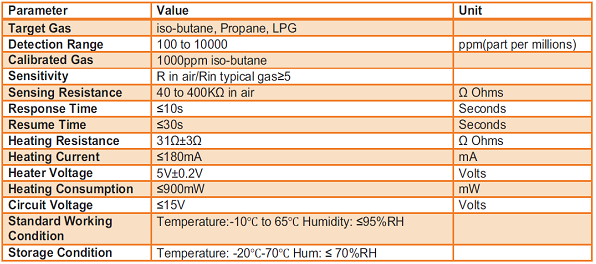 Parameter Value Unit
Target Gas iso-butane, Propane, LPG
Detection Range 100 to 10000 ppm(part per millions)
Calibrated Gas 1000ppm iso-butane
Sensitivity R in air/Rin typical gas≥5
Sensing Resistance 40 to 400KΩ in air Ω Ohms
Response Time ≤10s Seconds
Resume Time ≤30s Seconds
Heating Resistance 31Ω±3Ω Ω Ohms
Heating Current ≤180mA mA
Heater Voltage 5V±0.2V Volts
Heating Consumption ≤900mW mW
Circuit Voltage ≤15V Volts
Standard Working Temperature:-10℃ to 65℃ Humidity: ≤95%RH
Condition
Storage Condition Temperature: -20℃-70℃ Hum: ≤ 70%RH